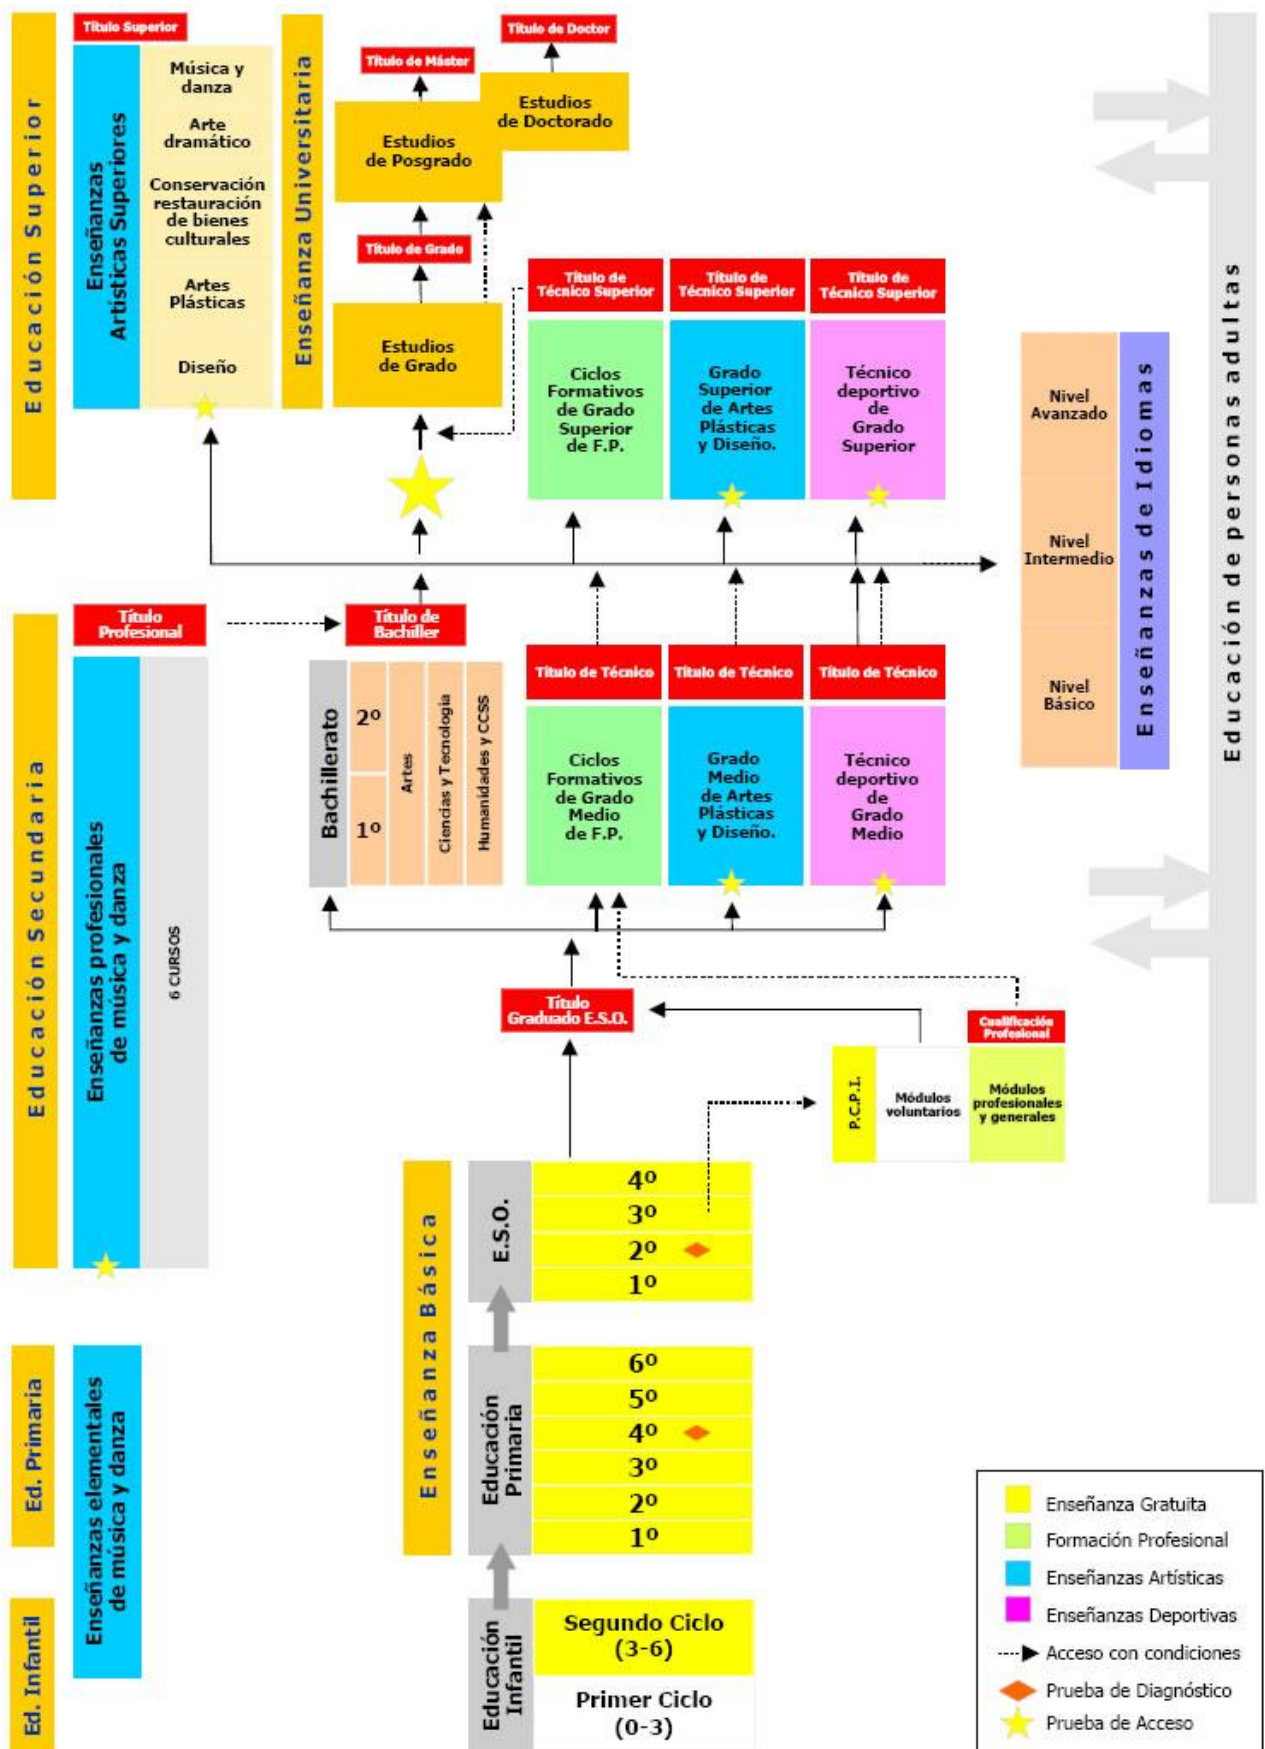 Educación Superior
Título Superior
Enseñanzas
Artísticas Superiores
Música y
danza
Arte
dramático
Conservación
restauración
de bienes
culturales
Artes
Plásticas
Diseño
Enseñanza Universitaria
Título de Doctor
Título de Máster
Estudios
de Doctorado
Estudios
de Posgrado
Título de Grado
Estudios
de Grado
Título de
Técnico Superior
Título de
Técnico Superior
Título de
Técnico Superior
Ciclos
Formativos
de Grado
Superior
de F.P.
Grado
Superior
de Artes
Plásticas
y Diseño.
Técnico
deportivo
de
Grado
Superior
Nivel
Avanzado
Nivel
Intermedio
Nivel
Básico
Enseñanzas de Idiomas
Educación de personas adultas
Educación Secundaria
Título
Profesional
Enseñanzas profesionales
de música y danza
6 CURSOS
Título de
Bachiller
Bachillerato
2º
1º
Artes
Ciencias y Tecnología
Humanidades y CCSS
Título de Técnico
Título de Técnico
Título de Técnico
Ciclos
Formativos
de Grado
Medio
de F.P.
Grado
Medio
de Artes
Plásticas
y Diseño.
Técnico
deportivo
de
Grado
Medio
Título
Graduado E.S.O.
Cualificación
Profesional
P.C.P.I.
Módulos
voluntarios
Módulos
profesionales
y generales
Enseñanza Básica
E.S.O.
4º
3º
2º
1º
Ed. Primaria
Enseñanzas elementales
de música y danza
Educación
Primaria
6º
5º
4º
3º
2º
1º
Ed. Infantil
Educación
Infantil
Segundo Ciclo
(3-6)
Primer Ciclo
(0-3)
Enseñanza Gratuita
Formación Profesional
Enseñanzas Artísticas
Enseñanzas Deportivas
Acceso con condiciones
Prueba de Diagnóstico
Prueba de Acceso